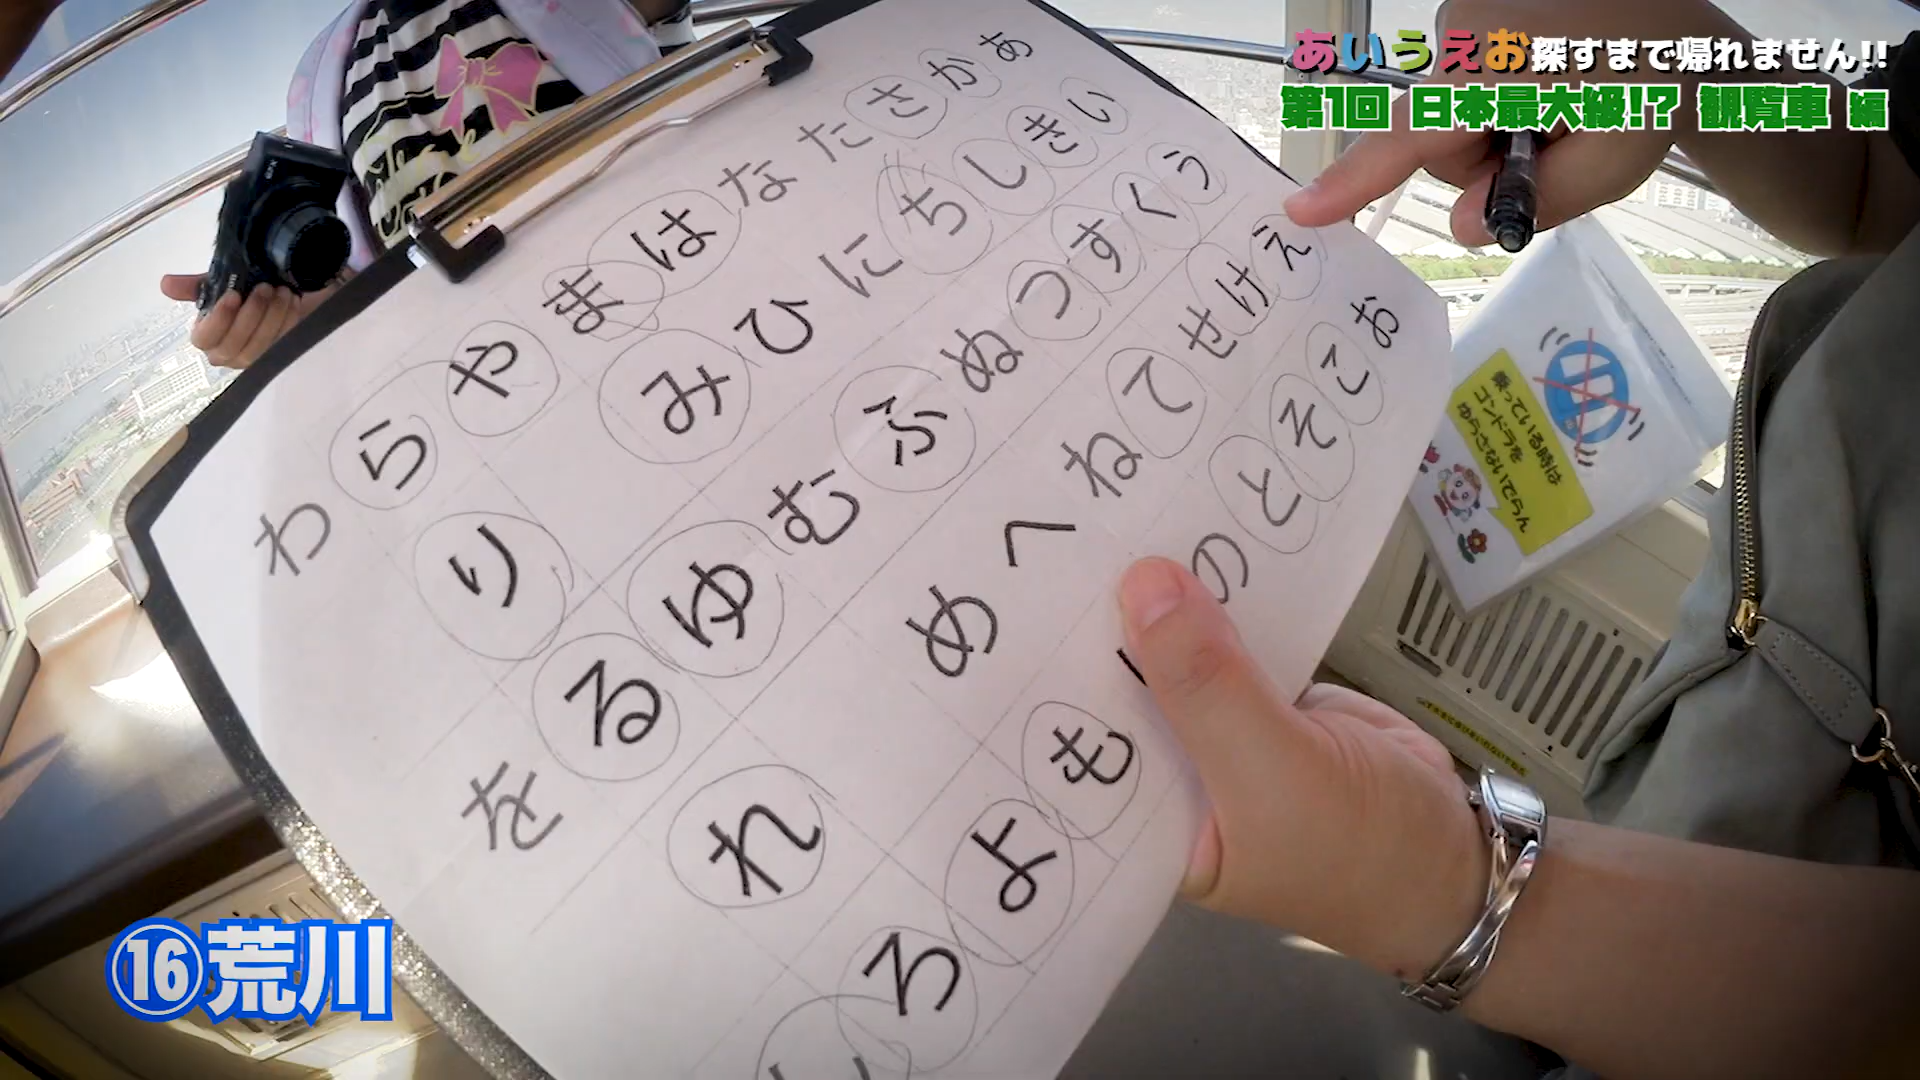 あいうえお探すまで帰れません!!
第1回 日本最大級!? 観覧車 編
あかさたなはまやらわ
いきしちにひみり
うくすつぬふむゆるを
えけせてねへめれ
おこそとのもよろ
乗っている時は
ゴンドラを
ゆらさないでうん
⑯荒川